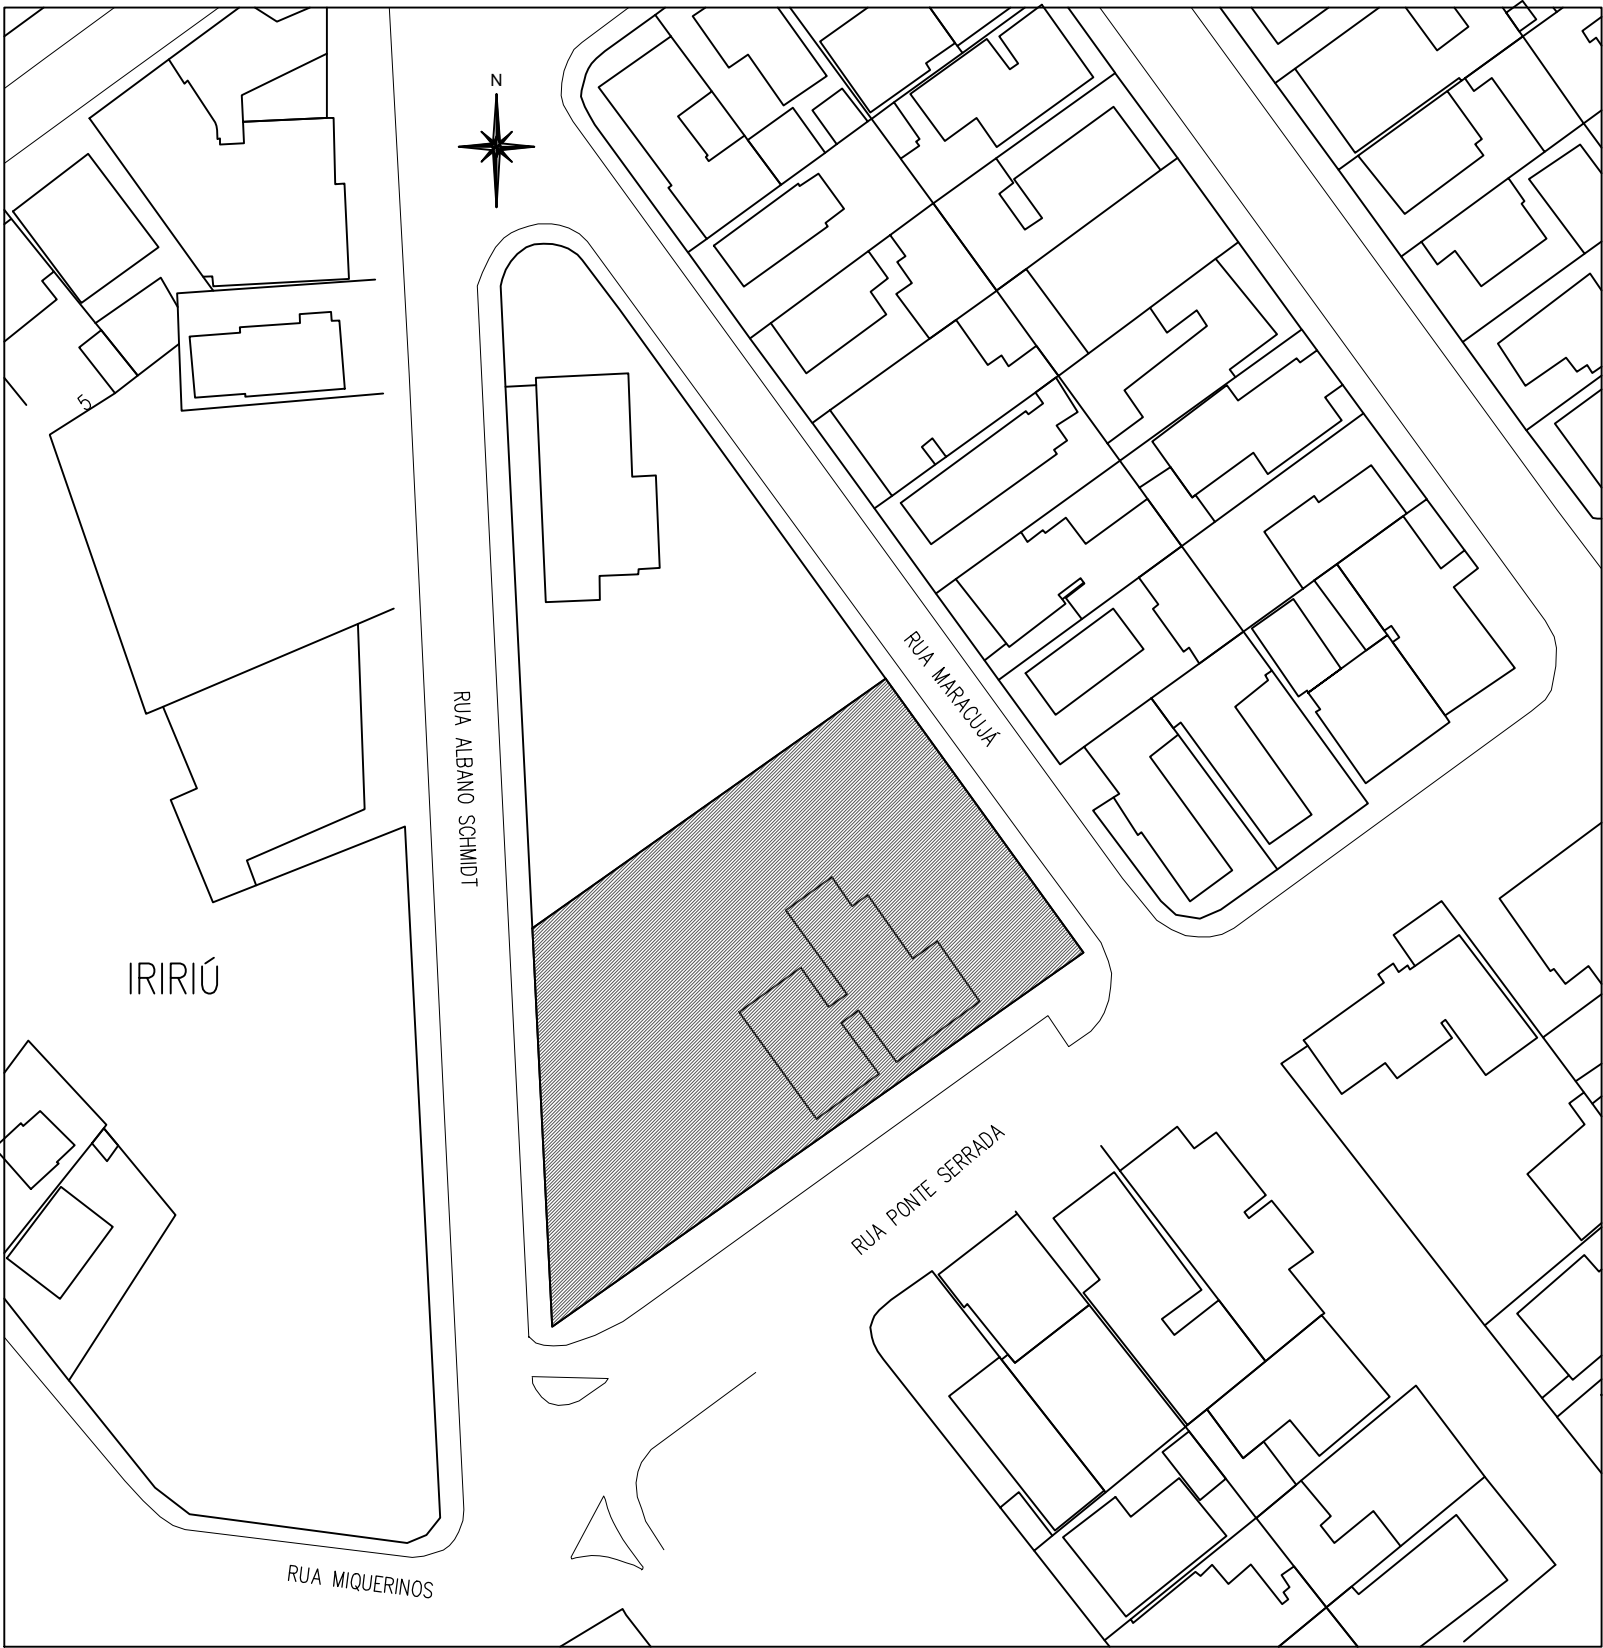 N
5
RUA MARACUJÁ
RUA ALBANO SCHMIDT
IRIRIÚ
RUA PONTE SERRADA
RUA MIQUERINOS